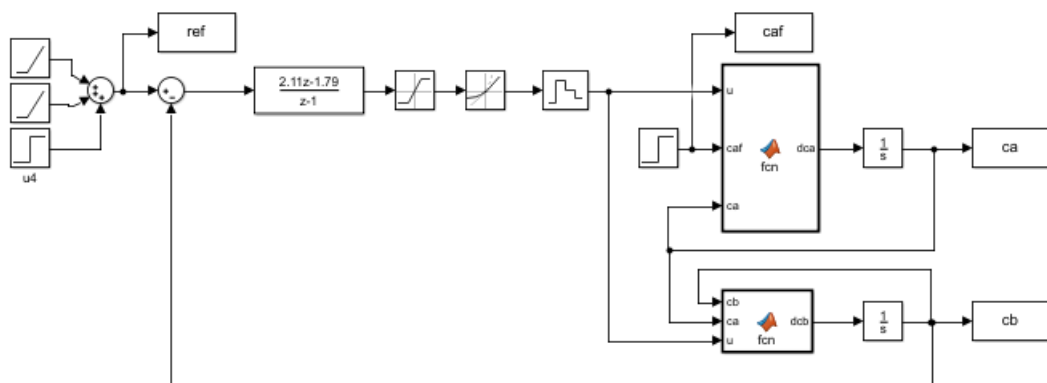 ref
caf
2.11z-1.79
z-1
u4
u
caf
ca
dca
fcn
1
s
ca
cb
ca
u
dcb
fcn
1
s
cb